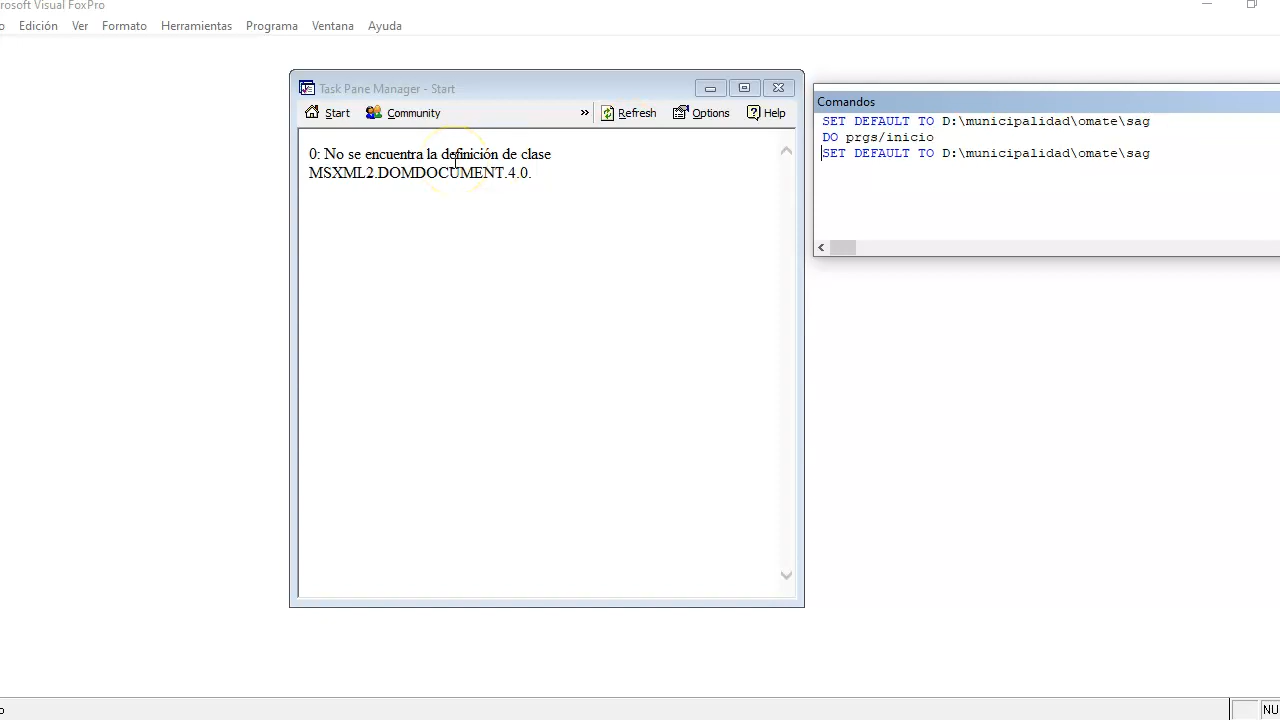 rosoft Visual FoxPro
o Edición Ver Formato Herramientas Programa Ventana Ayuda
Task Pane Manager - Start
Start Community » Refresh Options Help
0: No se encuentra la definición de clase
MSXML2.DOMDOCUMENT.4.0.
Comandos
SET DEFAULT TO D:\municipalidad\omate\sag
DO prgs/inicio
SET DEFAULT TO D:\municipalidad\omate\sag
o NU